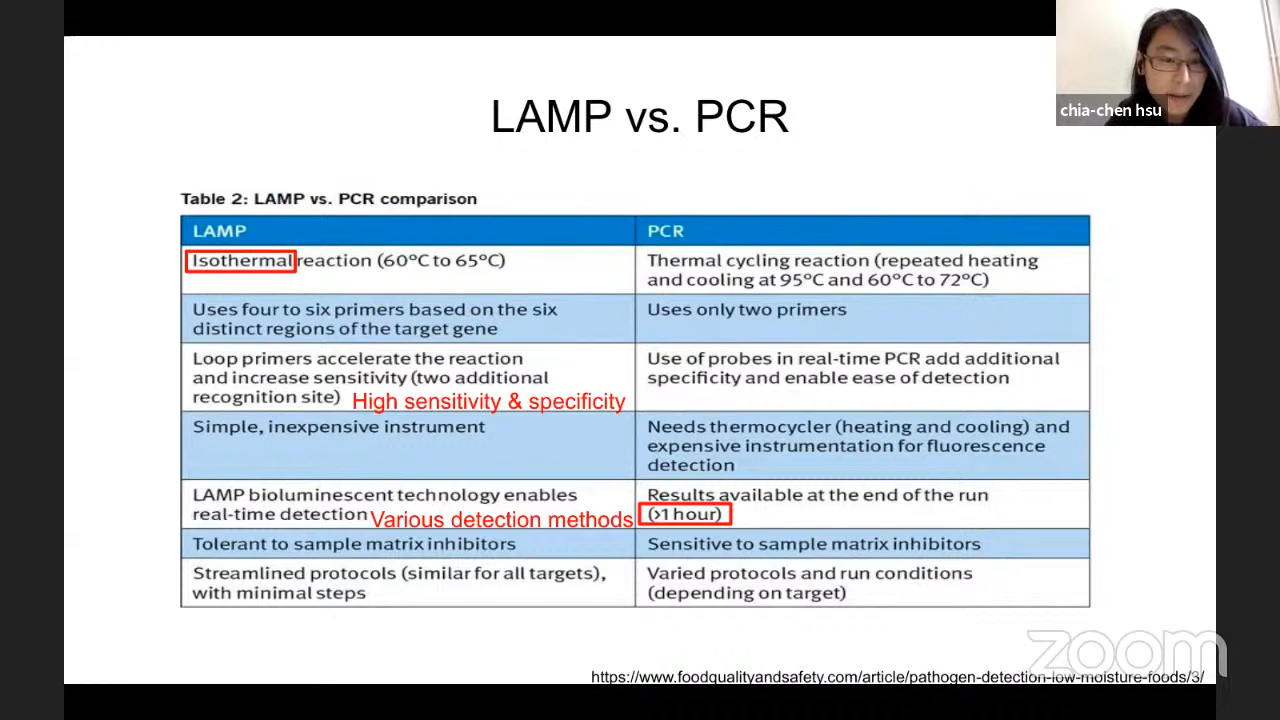 chia-chen hsu
LAMP vs. PCR
Table 2: LAMP vs. PCR comparison
LAMP
PCR
Isothermal reaction (60°C to 65°C)
Thermal cycling reaction (repeated heating
and cooling at 95°C and 60°C to 72°C)
Uses four to six primers based on the six
distinct regions of the target gene
Uses only two primers
Loop primers accelerate the reaction
and increase sensitivity (two additional
recognition site) High sensitivity & specificity
Use of probes in real-time PCR add additional
specificity and enable ease of detection
Simple, inexpensive instrument
Needs thermocycler (heating and cooling) and
expensive instrumentation for fluorescence
detection
LAMP bioluminescent technology enables
real-time detection Various detection methods
Results available at the end of the run
(>1 hour)
Tolerant to sample matrix inhibitors
Sensitive to sample matrix inhibitors
Streamlined protocols (similar for all targets),
with minimal steps
Varied protocols and run conditions
(depending on target)
zoom
https://www.foodqualityandsafety.com/article/pathogen-detection-low-moisture-foods/3/